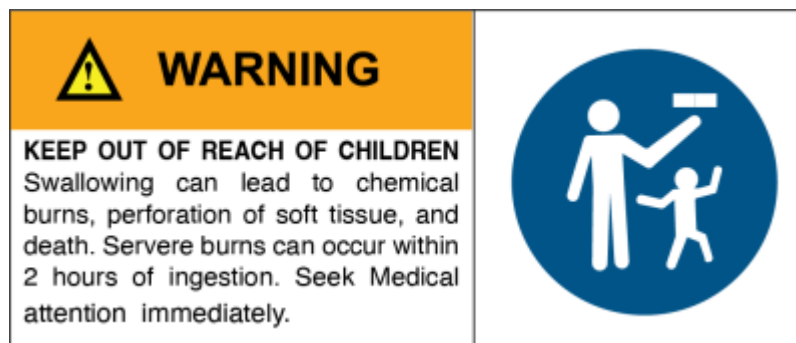 WARNING
KEEP OUT OF REACH OF CHILDREN
Swallowing can lead to chemical
burns, perforation of soft tissue, and
death. Servere burns can occur within
2 hours of ingestion. Seek Medical
attention immediately.